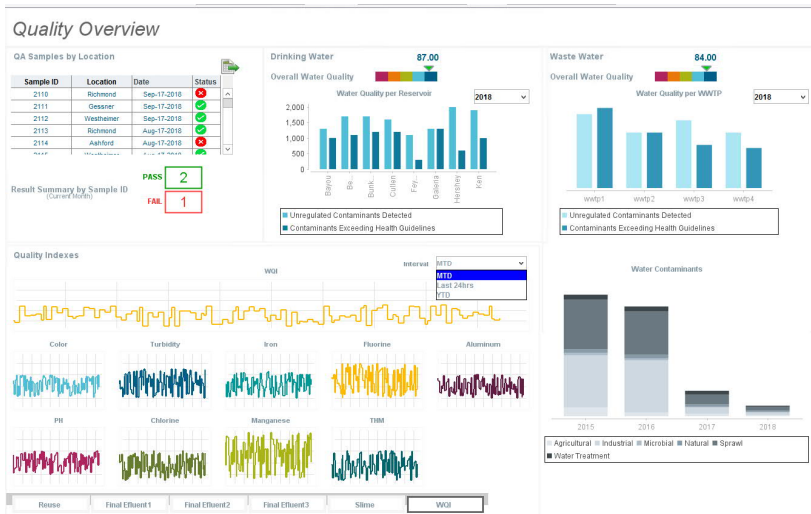 Quality Overview
QA Samples by Location
Sample ID Location Date Status
2110 Richmond Sep-17-2018
2111 Gessner Sep-17-2018
2112 Westheimer Sep-17-2018
2113 Richmond Aug-17-2018
2114 Ashford Aug-17-2018
Result Summary by Sample ID
(Current Month)
PASS 2
FAIL 1
Drinking Water 87.00
Overall Water Quality
Water Quality per Reservoir 2018
2,000
1,500
1,000
500
0
Bayou Ba... Bunk... Cullen Fey... Galeria Hershey Ken
Unregulated Contaminants Detected
Contaminants Exceeding Health Guidelines
Waste Water 84.00
Overall Water Quality
Water Quality per WWTP 2018
wwtp1 wwtp2 wwtp3 wwtp4
Unregulated Contaminants Detected
Contaminants Exceeding Health Guidelines
Quality Indexes
Interval MTD
MTD
Last 24hrs
YTD
WQI
Color Turbidity Iron Fluorine Aluminum
PH Chlorine Manganese THM
Reuse Final Effluent1 Final Effluent2 Final Effluent3 Slime WQI
Water Contaminants
2015 2016 2017 2018
Agricultural Industrial Microbial Natural Sprawl
Water Treatment